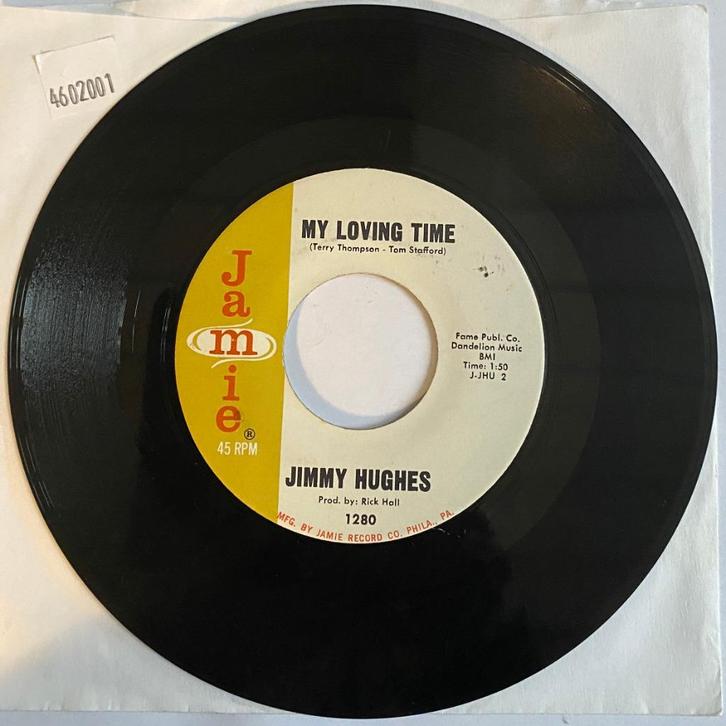 4602001
MY LOVING TIME
(Terry Thompson - Tom Stafford)
Jamie
®
45 RPM
Fame Publ. Co.
Dandelion Music
BMI
Time: 1:50
J-JHU 2
JIMMY HUGHES
Prod. by: Rick Hall
1280
MFG. BY JAMIE RECORD CO. PHILA., PA.